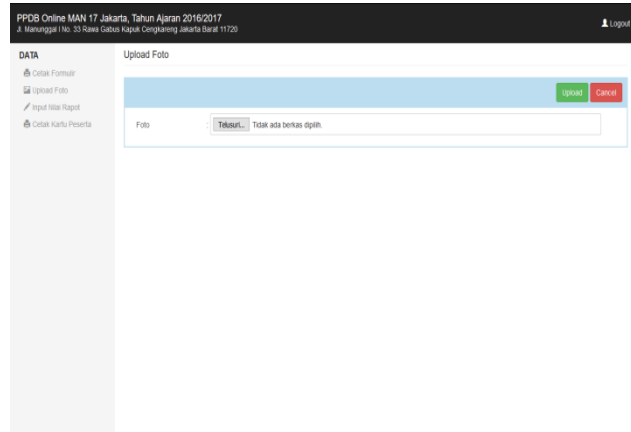 PPDB Online MAN 17 Jakarta, Tahun Ajaran 2016/2017
Jl. Manunggal I No. 33 Rawa Gabus Kapuk Cengkareng Jakarta Barat 11720
Logout
DATA
Cetak Formulir
Upload Foto
Input Nilai Rapot
Cetak Kartu Peserta
Upload Foto
Upload Cancel
Foto : Telusuri... Tidak ada berkas dipilih.